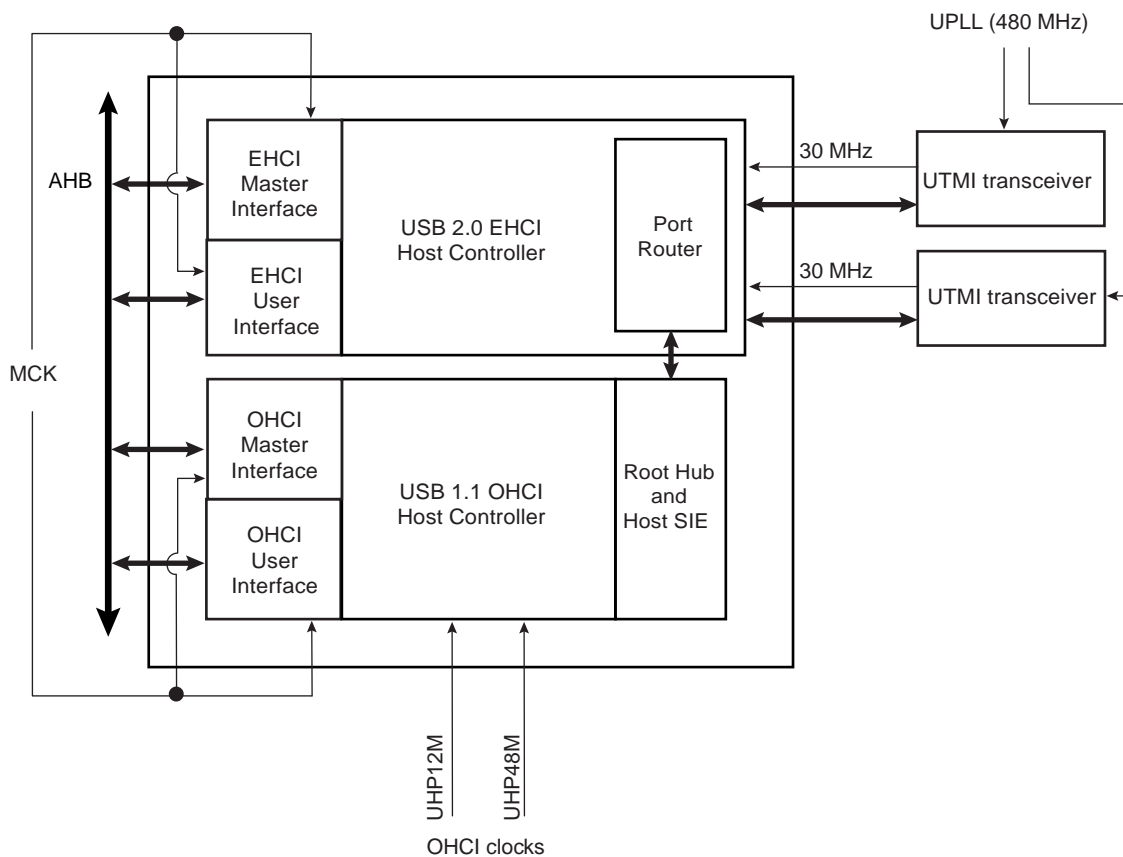 UPLL (480 MHz)
AHB
EHCI
Master
Interface
USB 2.0 EHCI
Host Controller
Port
Router
30 MHz
UTMI transceiver
EHCI
User
Interface
30 MHz
UTMI transceiver
MCK
OHCI
Master
Interface
USB 1.1 OHCI
Host Controller
Root Hub
and
Host SIE
OHCI
User
Interface
UHP12M
UHP48M
OHCI clocks